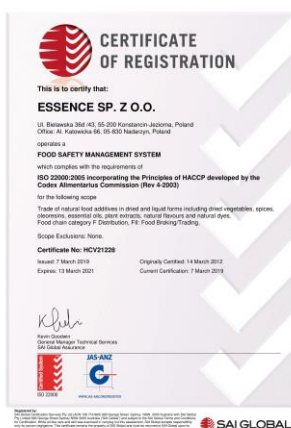 CERTIFICATE
OF REGISTRATION
This is to certify that:
ESSENCE SP. Z O.O.
Ul. Bielawska 36d /43, 55-200 Konstancin-Jeziorna, Poland
Office: Al. Katowicka 66, 05-830 Nadarzyn, Poland
operates a
FOOD SAFETY MANAGEMENT SYSTEM
which complies with the requirements of
ISO 22000:2005 incorporating the Principles of HACCP developed by the
Codex Alimentarius Commission (Rev 4-2003)
for the following scope
Trade of natural food additives in dried and liquid forms including dried vegetables, spices,
oleoresins, essential oils, plant extracts, natural flavours and natural dyes.
Food chain category F Distribution, FII: Food Broking/Trading.
Scope Exclusions: None.
Certificate No: HCV21228
Issued: 7 March 2019 Originally Certified: 14 March 2012
Expires: 13 March 2021 Current Certification: 7 March 2019
Kevin Goodwin
General Manager Technical Services
SAI Global Assurance
Certified System
JAS-ANZ
ISO 22000
Registered by:
SAI GLOBAL